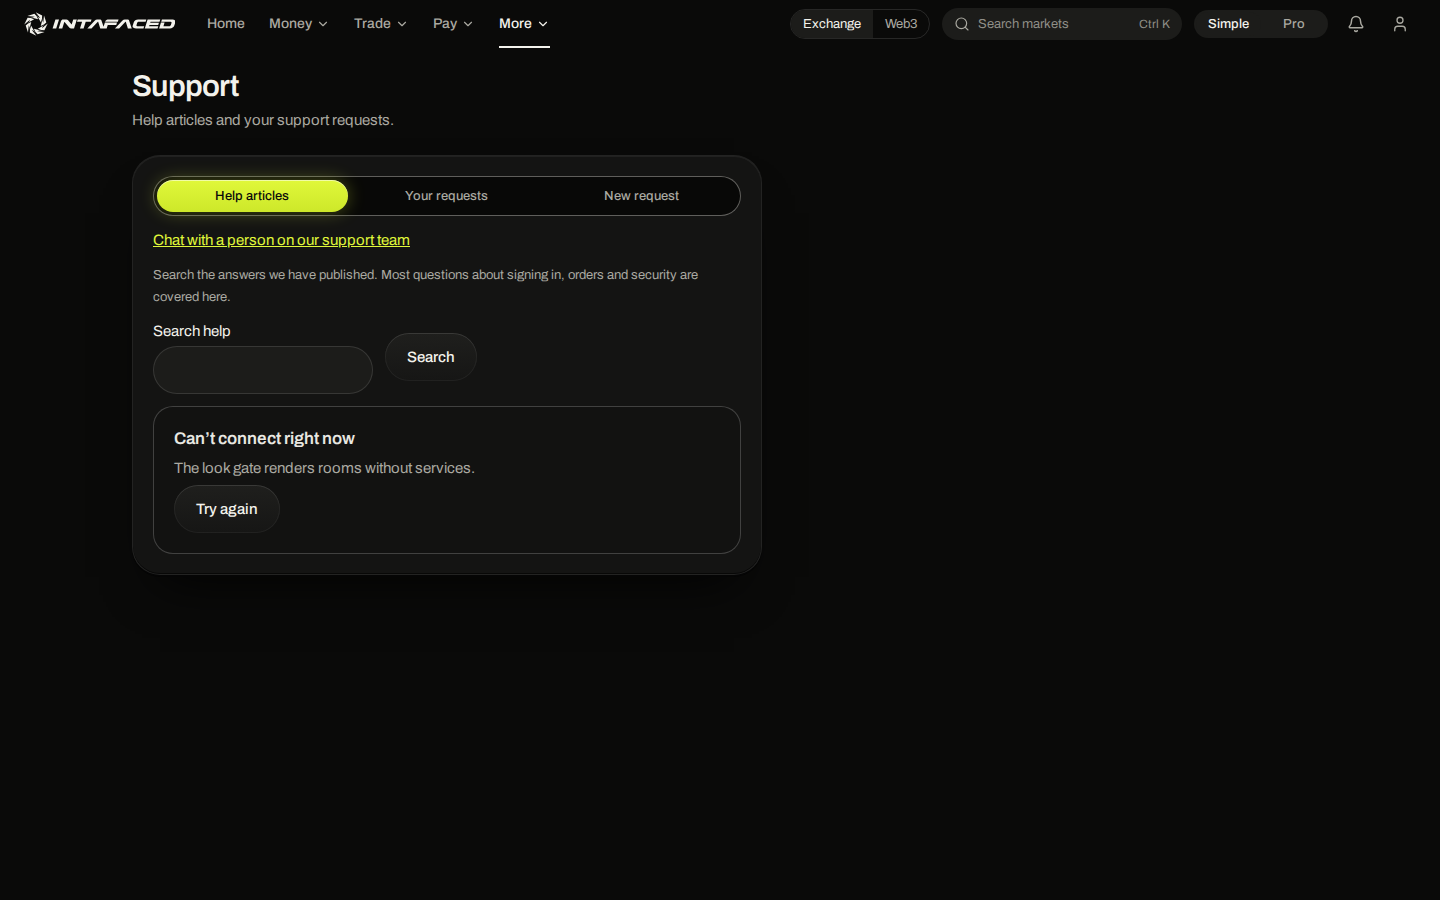 INTAFACED Home Money Trade Pay More Exchange Web3 Search markets Ctrl K Simple Pro
Support
Help articles and your support requests.
Help articles Your requests New request
Chat with a person on our support team
Search the answers we have published. Most questions about signing in, orders and security are
covered here.
Search help
Search
Can’t connect right now
The look gate renders rooms without services.
Try again